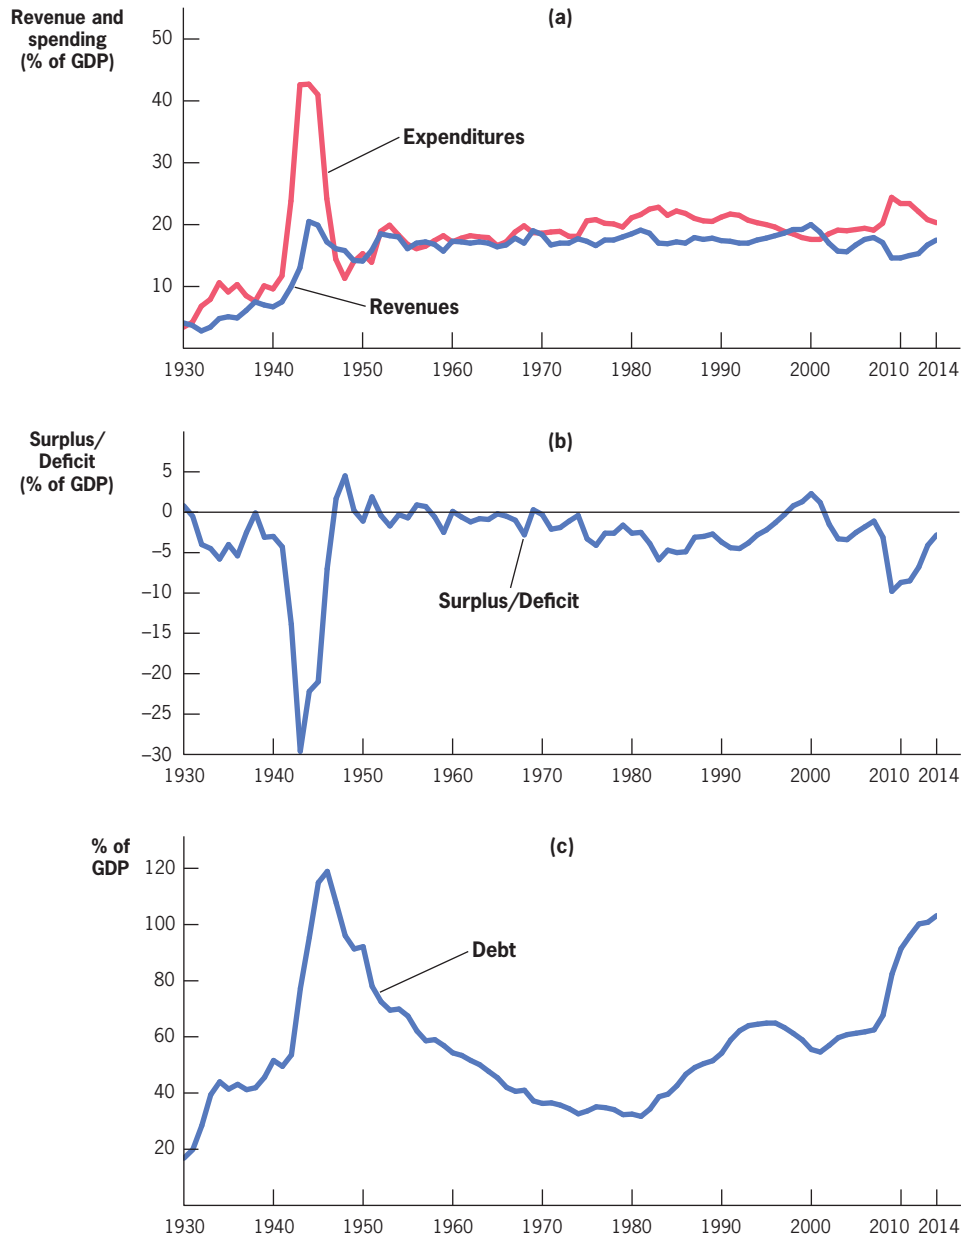 Revenue and
spending
(% of GDP)
(a)
50
40
Expenditures
30
20
10
Revenues
1930 1940 1950 1960 1970 1980 1990 2000 2010 2014
Surplus/
Deficit
(% of GDP)
(b)
5
0
–5
Surplus/Deficit
–10
–15
–20
–25
–30
1930 1940 1950 1960 1970 1980 1990 2000 2010 2014
% of
GDP
(c)
120
100
Debt
80
60
40
20
1930 1940 1950 1960 1970 1980 1990 2000 2010 2014